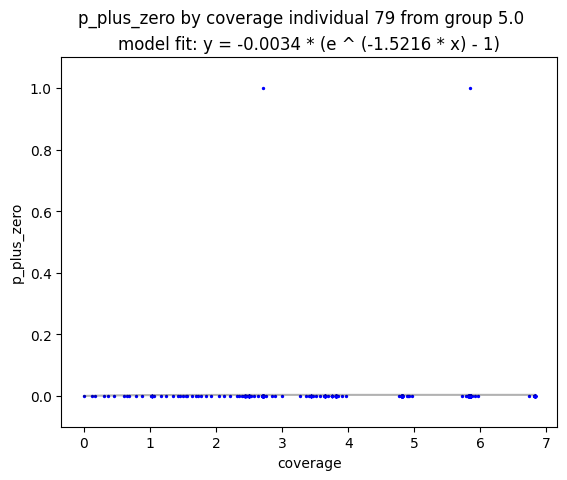 p_plus_zero by coverage individual 79 from group 5.0
model fit: y = -0.0034 * (e ^ (-1.5216 * x) - 1)
1.0
0.8
0.6
0.4
0.2
0.0
p_plus_zero
0 1 2 3 4 5 6 7
coverage